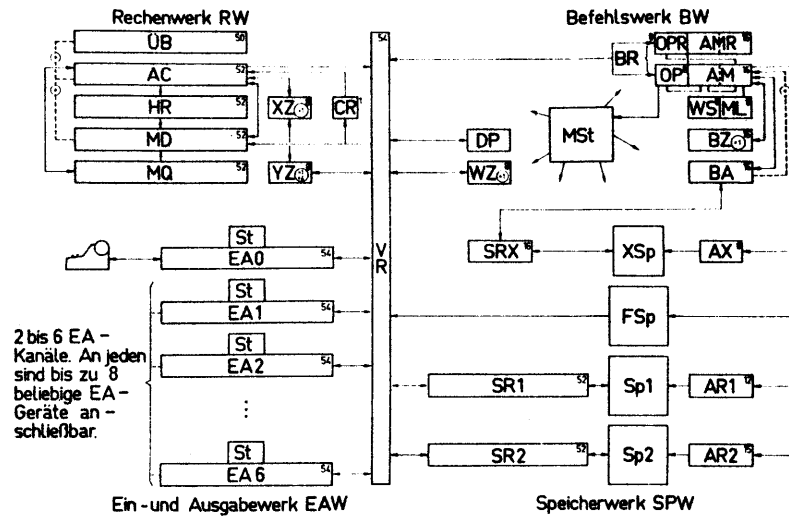 Rechenwerk RW
ÜB
AC 52
HR 52
MD 52
MQ 52
XZ
YZ
CR 1
54
VR
Befehlswerk BW
OPR AMR
BR
OP AM
WS ML
BZ
BA
MSt
DP
WZ
SRX 16
XSp
AX
FSp
SR1 52
Sp1
AR1
SR2 52
Sp2
AR2
Speicherwerk SPW
St
EA0 54
St
EA1 54
St
EA2 54
St
EA6 54
2 bis 6 EA-
Kanäle. An jeden
sind bis zu 8
beliebige EA-
Geräte an-
schließbar.
Ein- und Ausgabewerk EAW